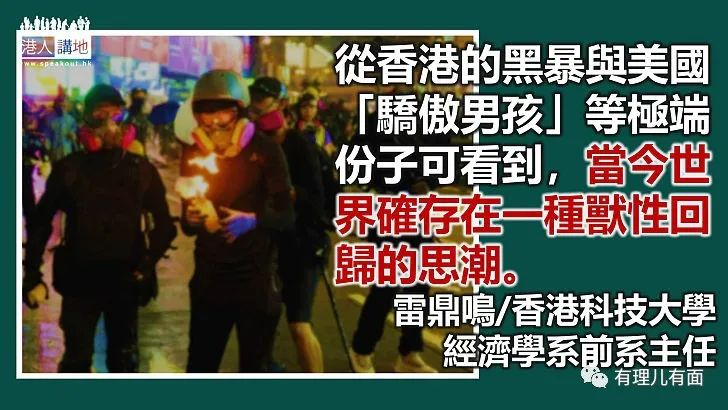 港人講地
www.speakout.hk
從香港的黑暴與美國
「驕傲男孩」等極端
份子可看到，當今世
界確存在一種獸性回
歸的思潮。
雷鼎鳴/香港科技大學
經濟學系前系主任
有理儿有面